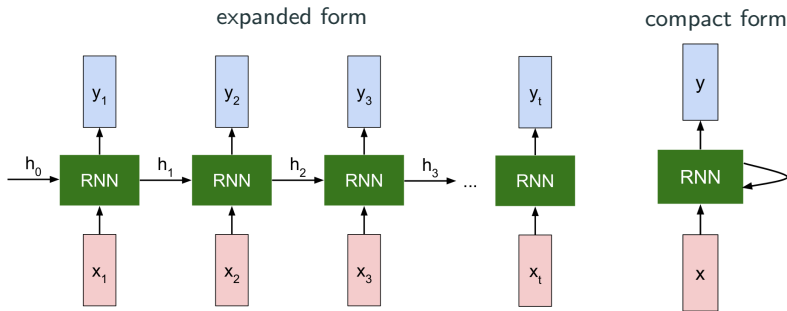 expanded form
compact form
y1 y2 y3 yt y
h0 RNN h1 RNN h2 RNN h3 ... RNN RNN
x1 x2 x3 xt x